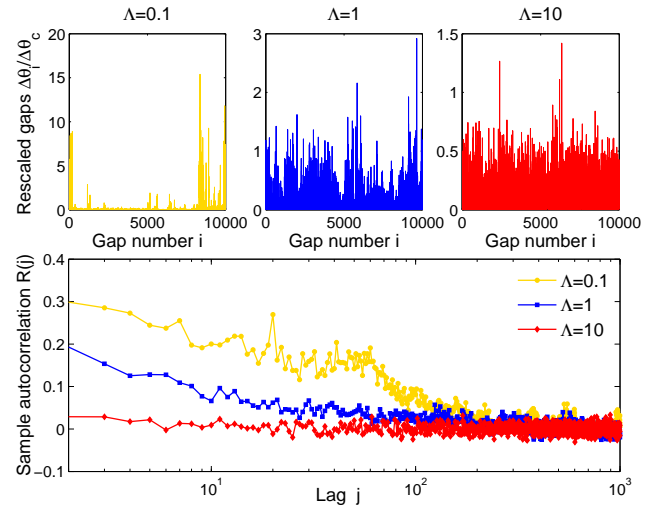 Λ=0.1 Λ=1 Λ=10
Rescaled gaps Δθi/Δθc
20
15
10
5
0
0 5000 10000
Gap number i
3
2
1
0
0 5000 10000
Gap number i
1.5
1
0.5
0
0 5000 10000
Gap number i
Sample autocorrelation R(j)
0.4
0.3
0.2
0.1
0
−0.1
Λ=0.1
Λ=1
Λ=10
10¹ 10² 10³
Lag j